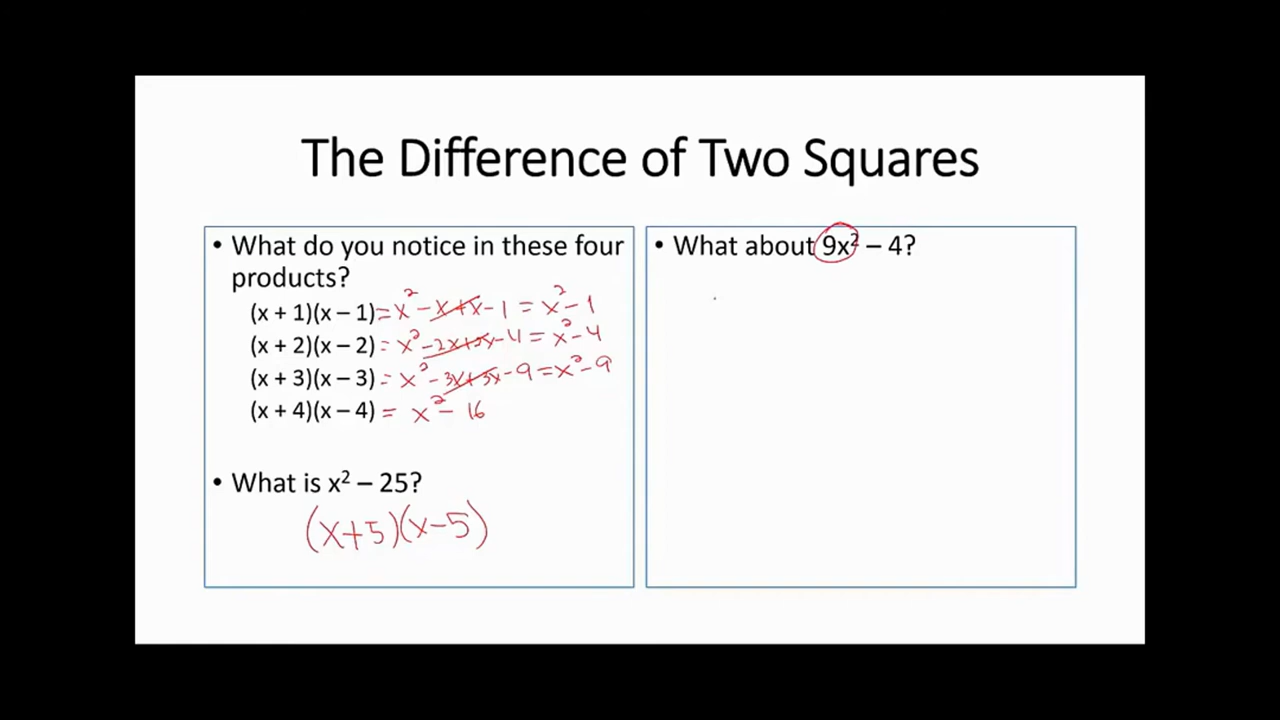 The Difference of Two Squares
• What do you notice in these four
products?
(x + 1)(x – 1) = x² - x + x - 1 = x² - 1
(x + 2)(x – 2) = x² - 2x + 2x - 4 = x² - 4
(x + 3)(x – 3) = x² - 3x + 3x - 9 = x² - 9
(x + 4)(x – 4) = x² - 16
• What is x² – 25?
(x+5)(x-5)
• What about 9x² – 4?